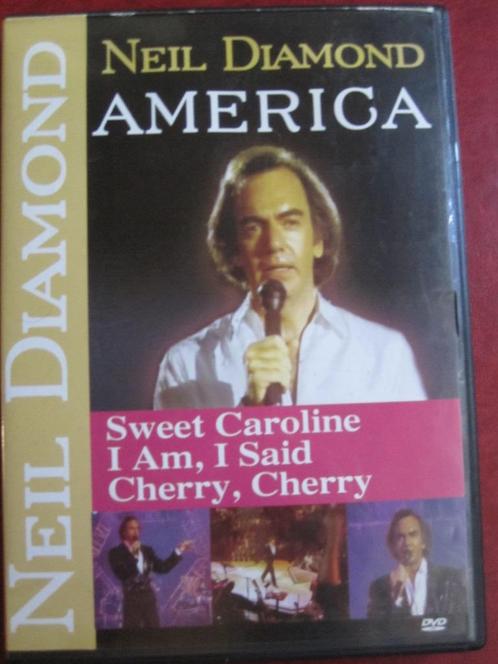 NEIL DIAMOND
NEIL DIAMOND
AMERICA
Sweet Caroline
I Am, I Said
Cherry, Cherry
DVD